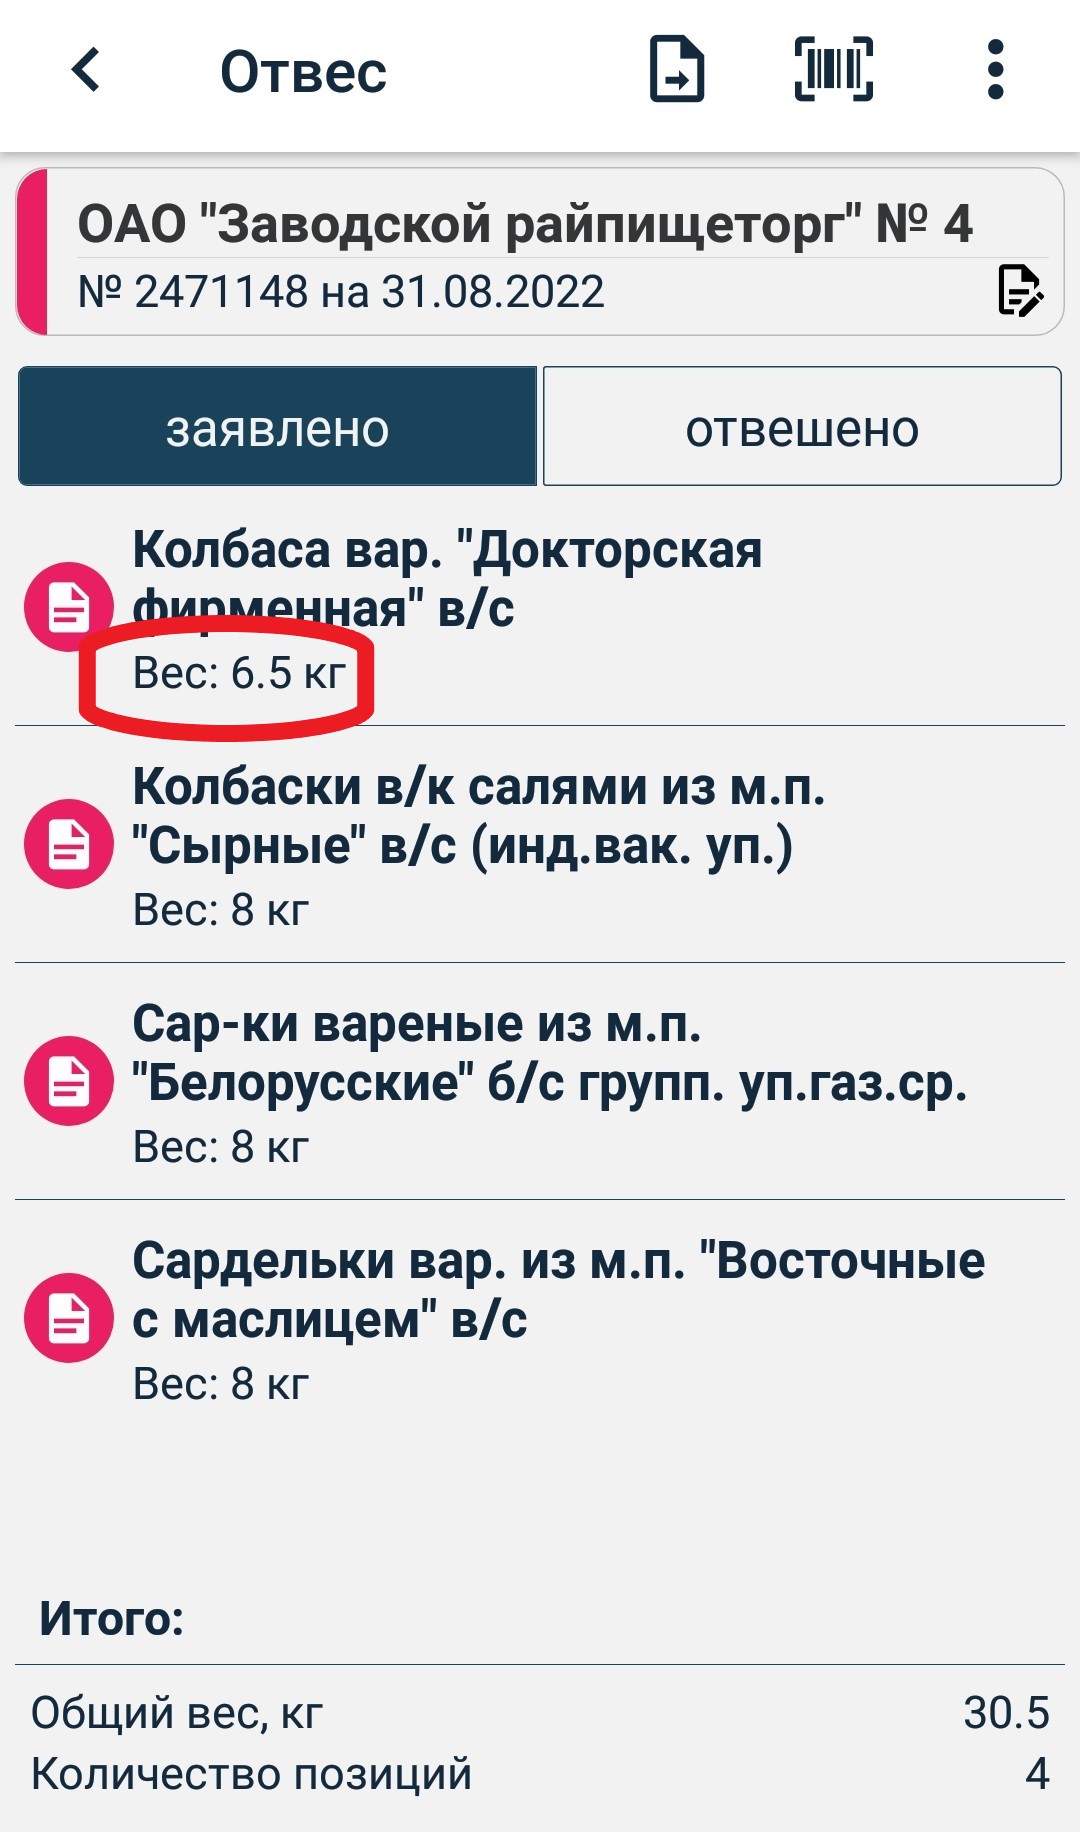 Отвес
ОАО "Заводской райпищеторг" № 4
№ 2471148 на 31.08.2022
заявлено
отвешено
Колбаса вар. "Докторская
фирменная" в/с
Вес: 6.5 кг
Колбаски в/к салями из м.п.
"Сырные" в/с (инд.вак. уп.)
Вес: 8 кг
Сар-ки вареные из м.п.
"Белорусские" б/с групп. уп.газ.ср.
Вес: 8 кг
Сардельки вар. из м.п. "Восточные
с маслицем" в/с
Вес: 8 кг
Итого:
Общий вес, кг 30.5
Количество позиций 4